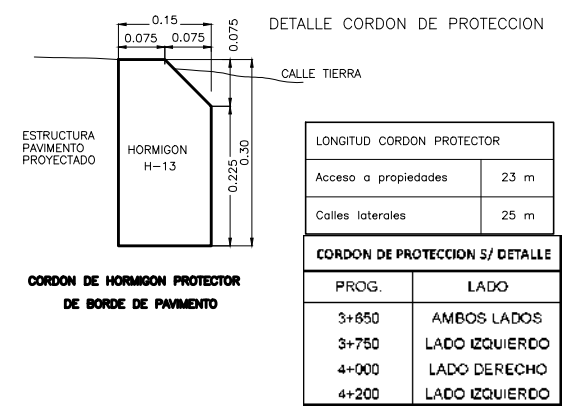 DETALLE CORDON DE PROTECCION
0.15
0.075 0.075
0.075
CALLE TIERRA
ESTRUCTURA
PAVIMENTO
PROYECTADO
HORMIGON
H-13
0.225
0.30
CORDON DE HORMIGON PROTECTOR
DE BORDE DE PAVIMENTO
LONGITUD CORDON PROTECTOR
Acceso a propiedades 23 m
Calles laterales 25 m
CORDON DE PROTECCION S/ DETALLE
PROG. LADO
3+650 AMBOS LADOS
3+750 LADO IZQUIERDO
4+000 LADO DERECHO
4+200 LADO IZQUIERDO